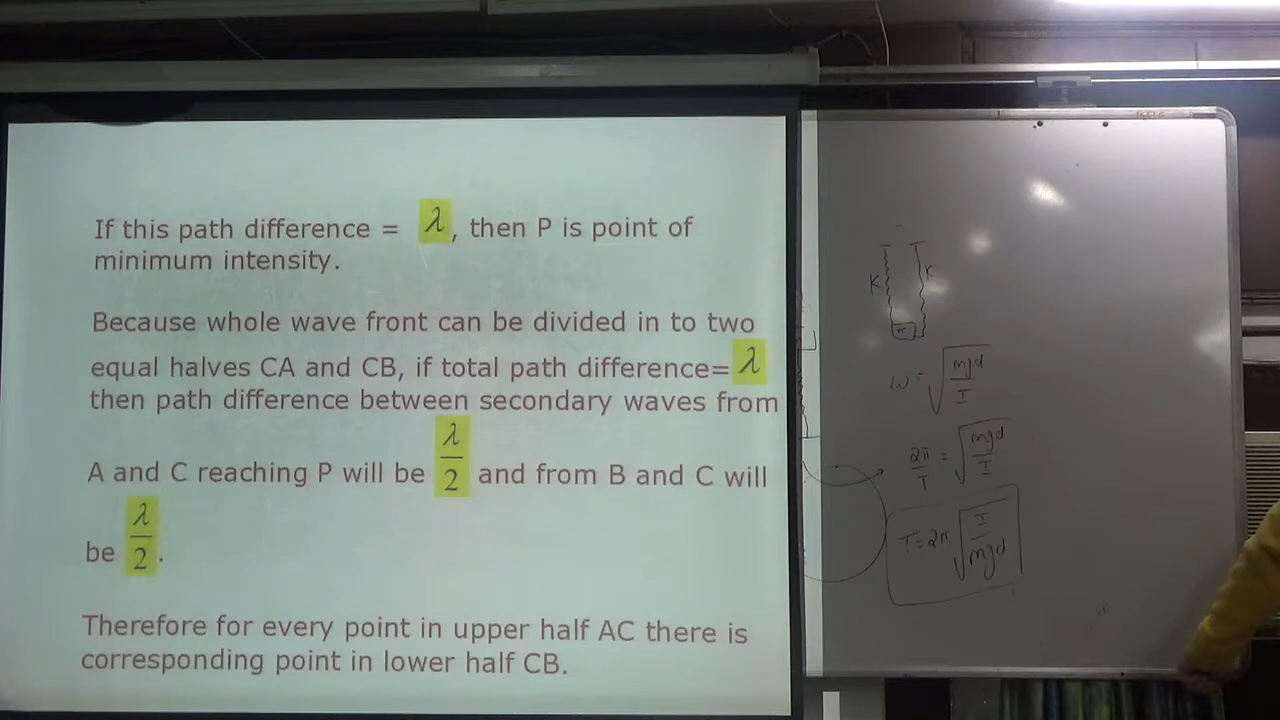 If this path difference = λ, then P is point of
minimum intensity.
Because whole wave front can be divided in to two
equal halves CA and CB, if total path difference= λ
then path difference between secondary waves from
A and C reaching P will be λ/2 and from B and C will
be λ/2.
Therefore for every point in upper half AC there is
corresponding point in lower half CB.
K K
m
ω = √(mgd/I)
2π/T = √(mgd/I)
T = 2π √(I/mgd)